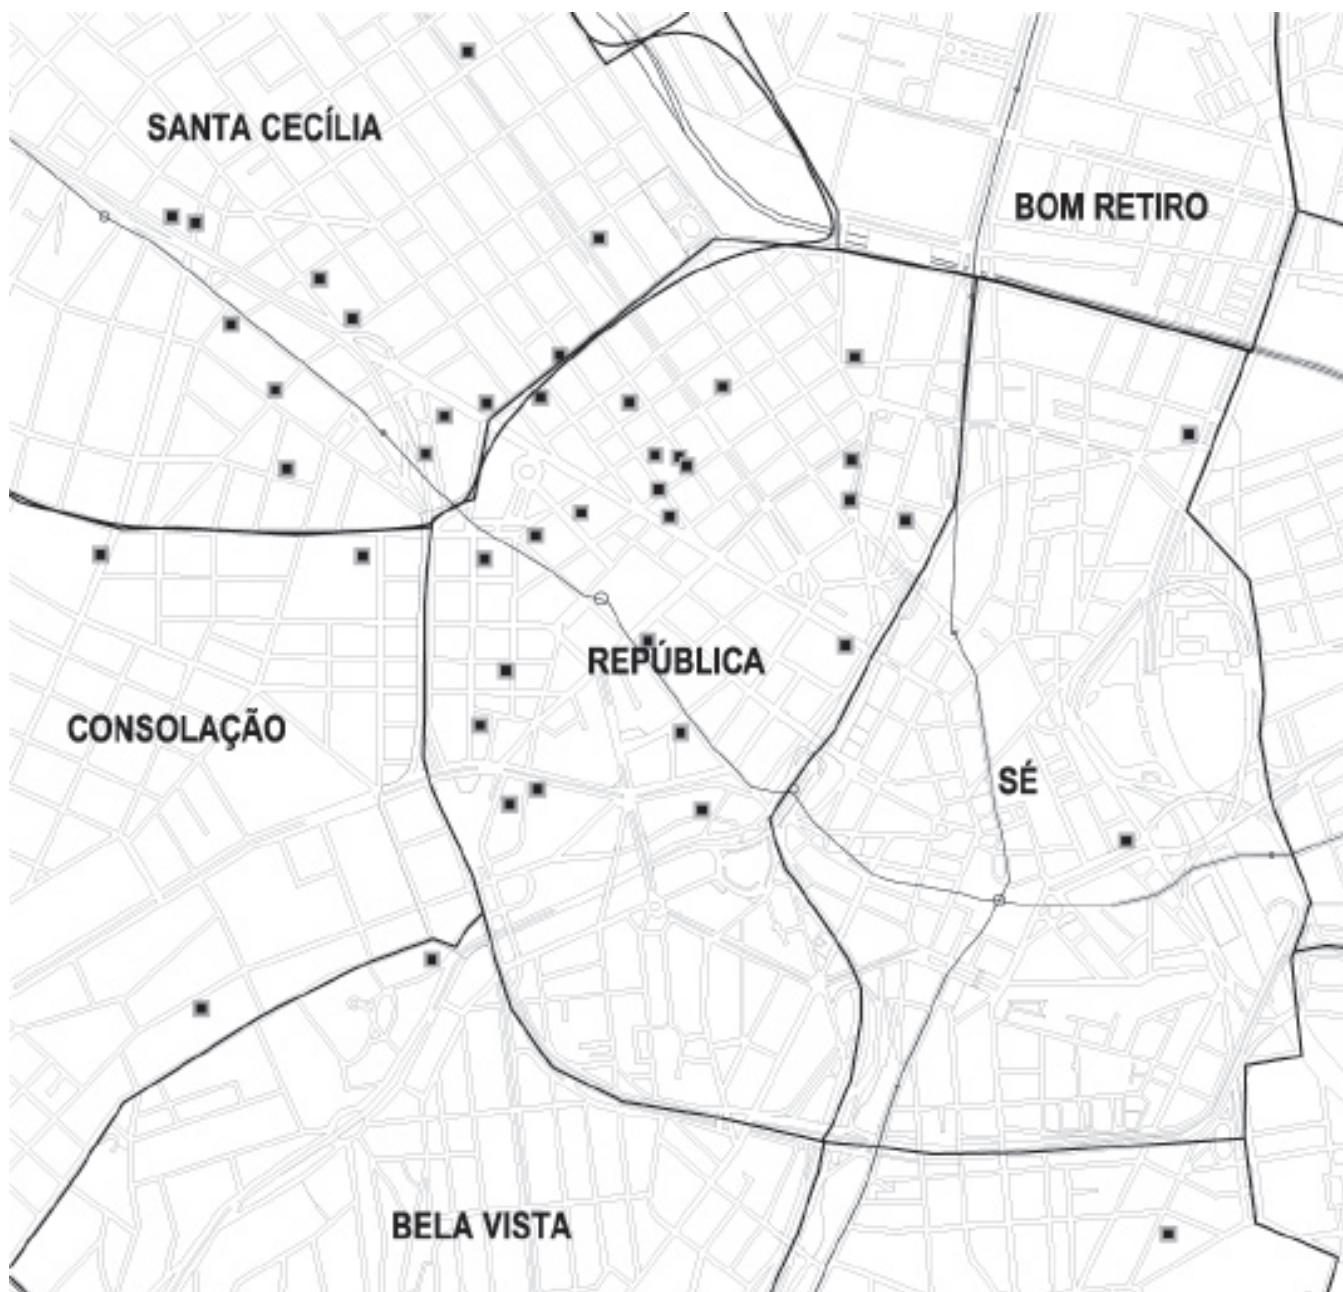 SANTA CECÍLIA
BOM RETIRO
REPÚBLICA
CONSOLAÇÃO
SÉ
BELA VISTA